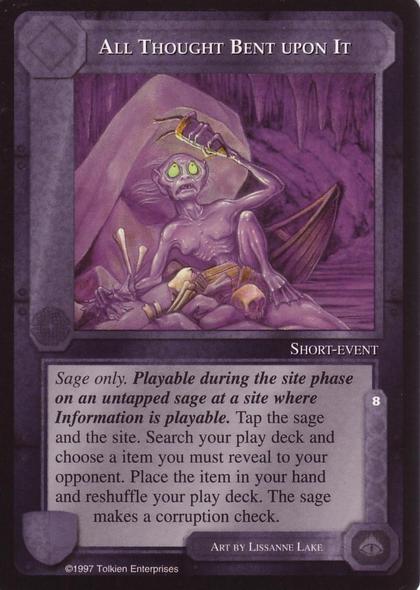 ALL THOUGHT BENT UPON IT
SHORT-EVENT
Sage only. Playable during the site phase
on an untapped sage at a site where
Information is playable. Tap the sage
and the site. Search your play deck and
choose a item you must reveal to your
opponent. Place the item in your hand
and reshuffle your play deck. The sage
makes a corruption check.
8
ART BY LISSANNE LAKE
©1997 Tolkien Enterprises